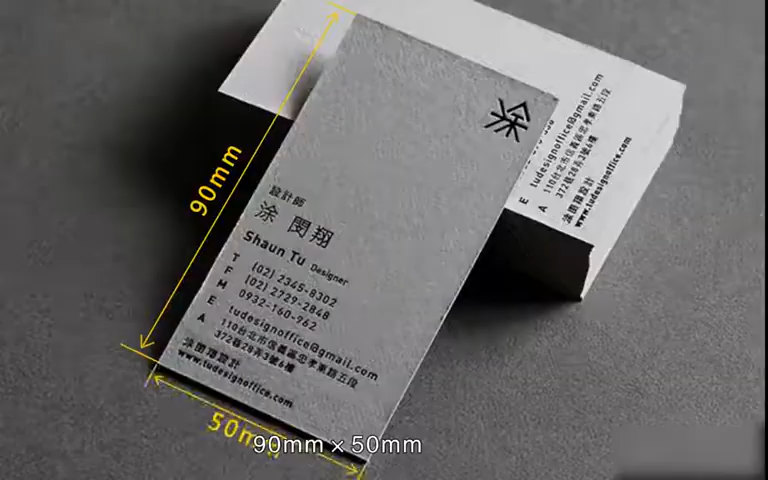 涂
設計師
涂 閔翔
Shaun Tu Designer
T (02) 2345-8302
F (02) 2729-2848
M 0932-160-962
E tudesignoffice@gmail.com
A 110台北市信義區忠孝東路五段
372巷28弄3號6樓
涂閔翔設計
www.tudesignoffice.com
E tudesignoffice@gmail.com
A 110台北市信義區忠孝東路五段
372巷28弄3號6樓
涂閔翔設計
www.tudesignoffice.com
90mm
50mm
90mm × 50mm